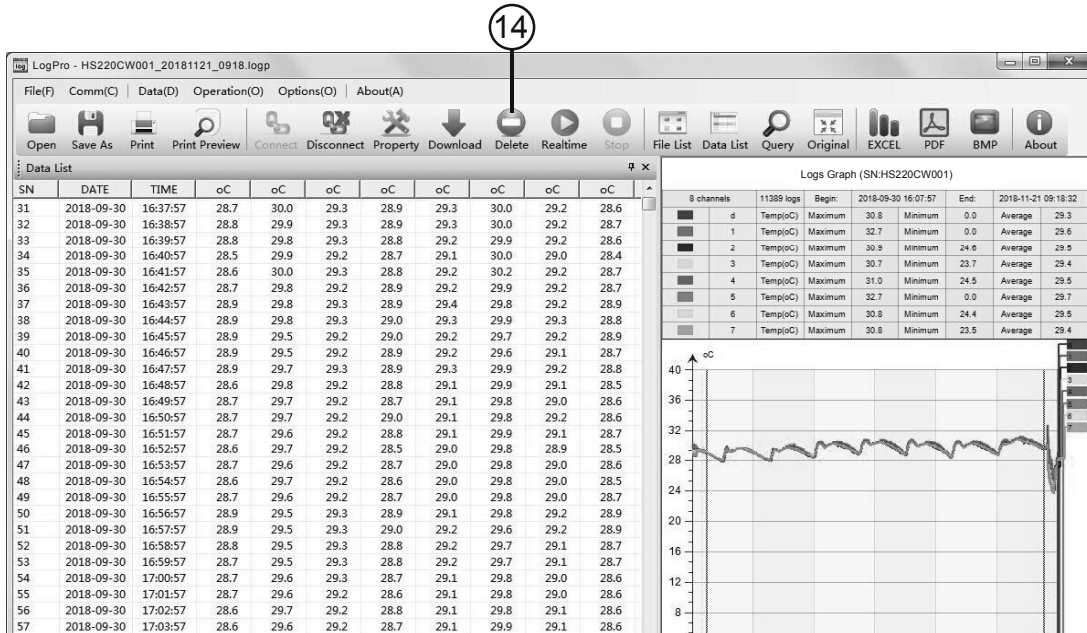 14
LogPro - HS220CW001_20181121_0918.logp
File(F) Comm(C) Data(D) Operation(O) Options(O) About(A)
Open Save As Print Print Preview Connect Disconnect Property Download Delete Realtime Stop File List Data List Query Original EXCEL PDF BMP About
Data List
SN DATE TIME oC oC oC oC oC oC oC oC
31 2018-09-30 16:37:57 28.7 30.0 29.3 28.9 29.3 30.0 29.2 28.6
32 2018-09-30 16:38:57 28.8 29.9 29.3 28.9 29.3 30.0 29.2 28.7
33 2018-09-30 16:39:57 28.8 29.8 29.3 28.8 29.2 29.9 29.2 28.6
34 2018-09-30 16:40:57 28.5 29.9 29.2 28.7 29.1 30.0 29.0 28.4
35 2018-09-30 16:41:57 28.6 30.0 29.3 28.8 29.2 30.2 29.2 28.7
36 2018-09-30 16:42:57 28.7 29.8 29.2 28.9 29.2 29.9 29.2 28.7
37 2018-09-30 16:43:57 28.9 29.8 29.3 28.9 29.4 29.8 29.2 28.9
38 2018-09-30 16:44:57 28.9 29.8 29.3 29.0 29.3 29.9 29.3 28.8
39 2018-09-30 16:45:57 28.9 29.5 29.2 29.0 29.2 29.7 29.2 28.9
40 2018-09-30 16:46:57 28.9 29.5 29.2 28.9 29.2 29.6 29.1 28.7
41 2018-09-30 16:47:57 28.9 29.7 29.3 28.9 29.3 29.9 29.2 28.8
42 2018-09-30 16:48:57 28.6 29.8 29.2 28.8 29.1 29.9 29.1 28.5
43 2018-09-30 16:49:57 28.7 29.7 29.2 28.7 29.1 29.8 29.0 28.6
44 2018-09-30 16:50:57 28.7 29.7 29.2 29.0 29.1 29.8 29.2 28.6
45 2018-09-30 16:51:57 28.7 29.6 29.2 28.8 29.1 29.9 29.1 28.7
46 2018-09-30 16:52:57 28.6 29.7 29.2 28.5 29.0 29.8 28.9 28.5
47 2018-09-30 16:53:57 28.7 29.6 29.2 28.7 29.0 29.8 29.0 28.6
48 2018-09-30 16:54:57 28.6 29.7 29.2 28.6 29.0 29.8 29.0 28.5
49 2018-09-30 16:55:57 28.7 29.6 29.2 28.7 29.0 29.8 29.0 28.7
50 2018-09-30 16:56:57 28.9 29.5 29.3 28.9 29.1 29.8 29.2 28.9
51 2018-09-30 16:57:57 28.9 29.5 29.3 29.0 29.2 29.6 29.2 28.9
52 2018-09-30 16:58:57 28.8 29.5 29.3 28.8 29.2 29.7 29.1 28.7
53 2018-09-30 16:59:57 28.7 29.5 29.3 28.8 29.2 29.7 29.1 28.7
54 2018-09-30 17:00:57 28.7 29.6 29.3 28.7 29.1 29.8 29.0 28.6
55 2018-09-30 17:01:57 28.7 29.6 29.2 28.6 29.1 29.8 29.0 28.6
56 2018-09-30 17:02:57 28.6 29.7 29.2 28.8 29.1 29.8 29.1 28.6
57 2018-09-30 17:03:57 28.6 29.6 29.2 28.7 29.1 29.9 29.1 28.6
Logs Graph (SN:HS220CW001)
8 channels 11389 logs Begin: 2018-09-30 16:07:57 End: 2018-11-21 09:18:32
d Temp(oC) Maximum 30.8 Minimum 0.0 Average 29.3
1 Temp(oC) Maximum 32.7 Minimum 0.0 Average 29.6
2 Temp(oC) Maximum 30.9 Minimum 24.6 Average 29.5
3 Temp(oC) Maximum 30.7 Minimum 23.7 Average 29.4
4 Temp(oC) Maximum 31.0 Minimum 24.5 Average 29.5
5 Temp(oC) Maximum 32.7 Minimum 0.0 Average 29.7
6 Temp(oC) Maximum 30.8 Minimum 24.4 Average 29.5
7 Temp(oC) Maximum 30.8 Minimum 23.5 Average 29.4
oC
40
36
32
28
24
20
16
12
8
3
6
7